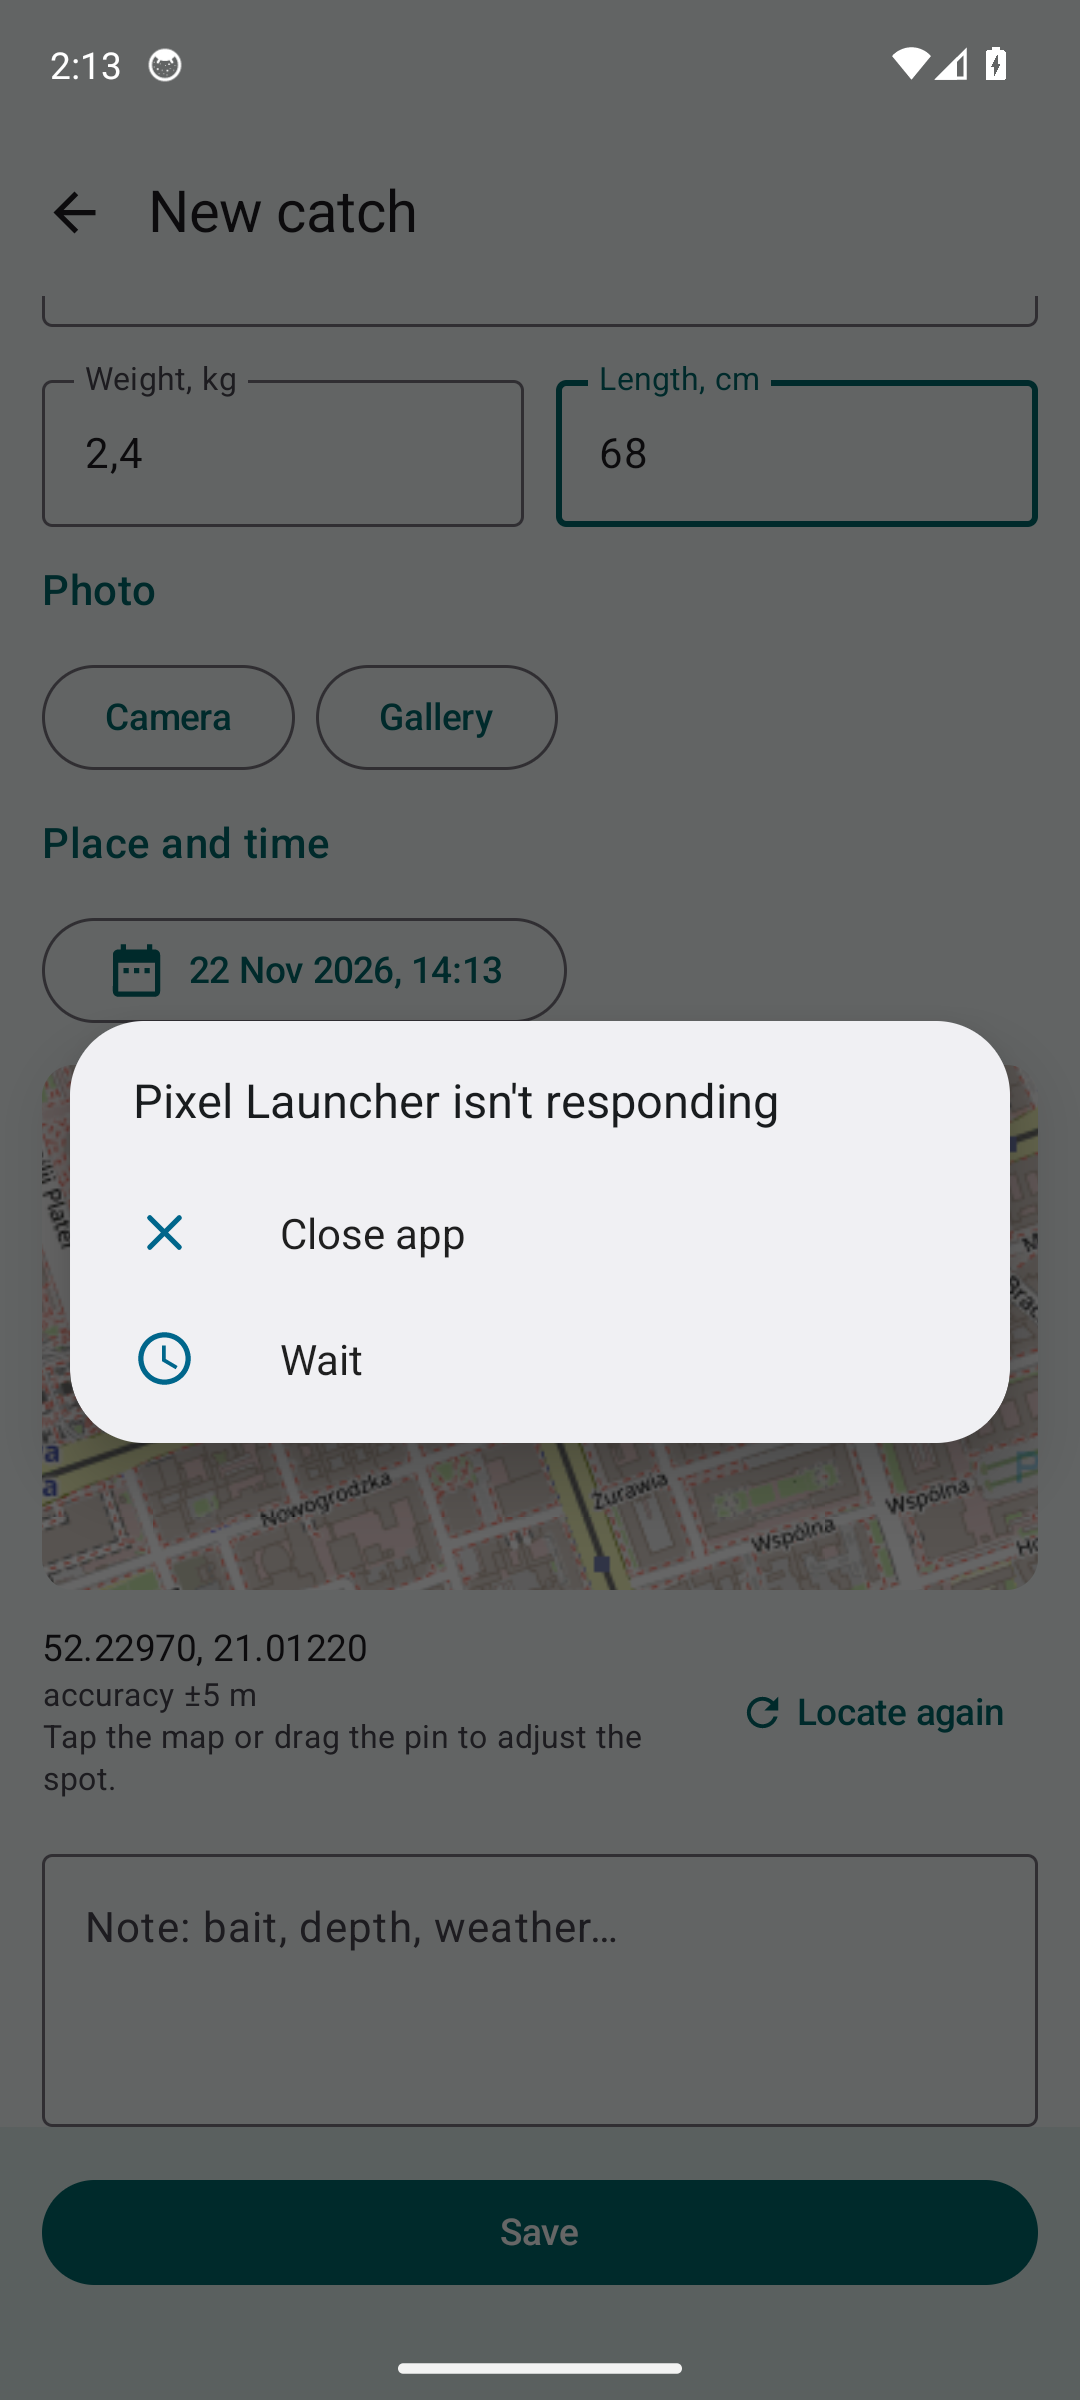 2:13
New catch
Weight, kg
Length, cm
2,4
68
Photo
Camera
Gallery
Place and time
22 Nov 2026, 14:13
Pixel Launcher isn't responding
Close app
Wait
Nowogrodzka
Żurawia
Wspólna
Wspólna
52.22970, 21.01220
accuracy ±5 m
Locate again
Tap the map or drag the pin to adjust the
spot.
Note: bait, depth, weather…
Save